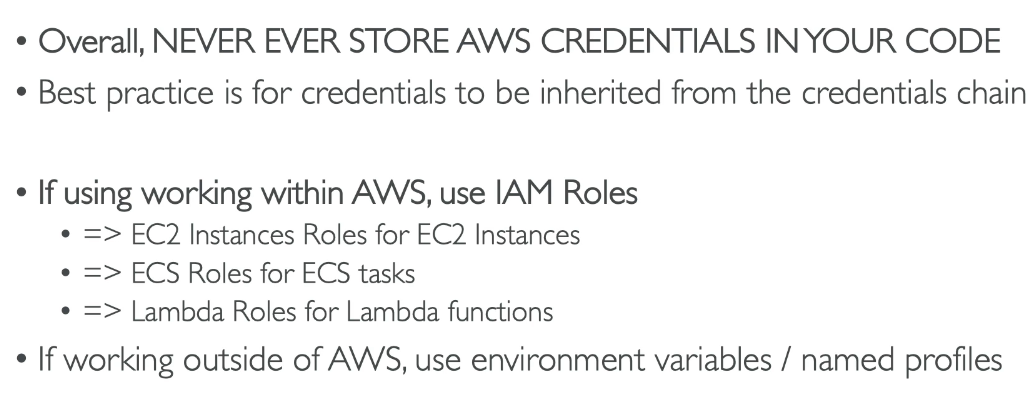 • Overall, NEVER EVER STORE AWS CREDENTIALS IN YOUR CODE
• Best practice is for credentials to be inherited from the credentials chain
• If using working within AWS, use IAM Roles
• => EC2 Instances Roles for EC2 Instances
• => ECS Roles for ECS tasks
• => Lambda Roles for Lambda functions
• If working outside of AWS, use environment variables / named profiles